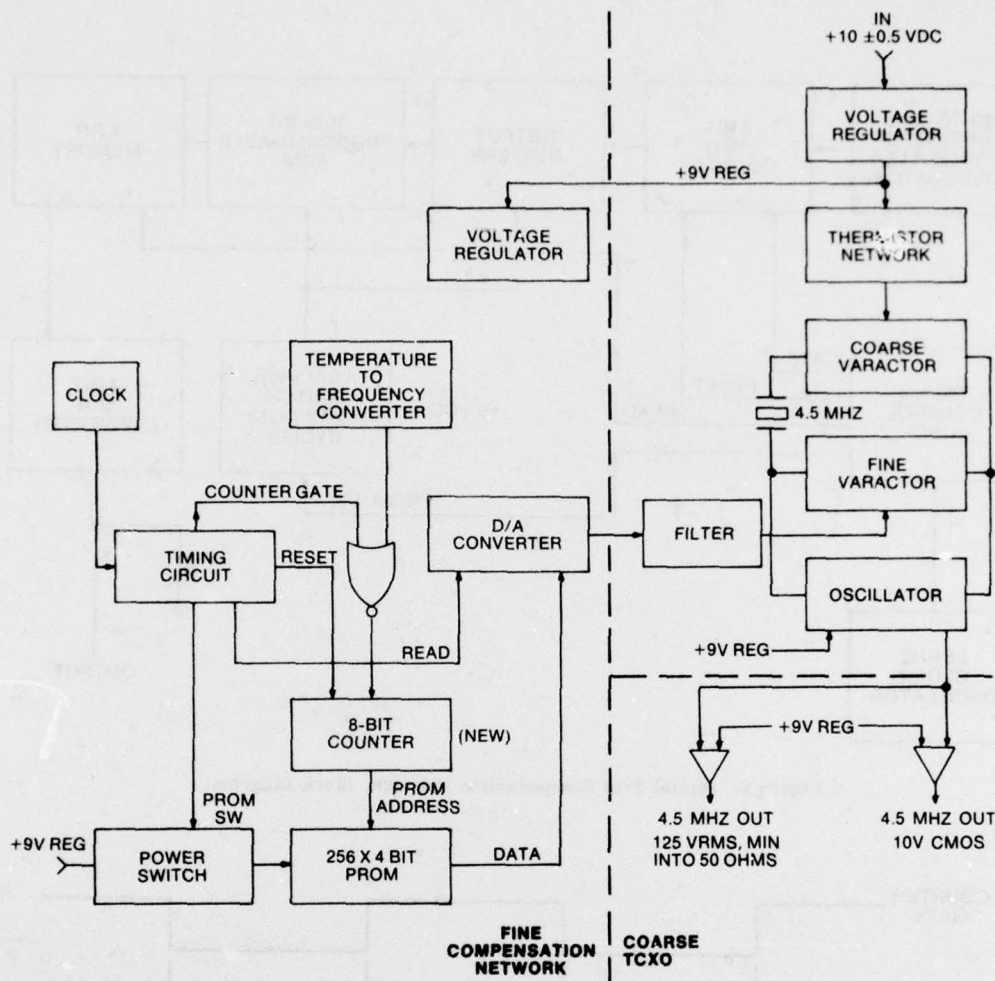 IN
+10 ±0.5 VDC
VOLTAGE
REGULATOR
+9V REG
VOLTAGE
REGULATOR
THERMISTOR
NETWORK
COARSE
VARACTOR
4.5 MHZ
FINE
VARACTOR
OSCILLATOR
+9V REG
CLOCK
TEMPERATURE
TO
FREQUENCY
CONVERTER
COUNTER GATE
TIMING
CIRCUIT
RESET
READ
D/A
CONVERTER
FILTER
8-BIT
COUNTER
(NEW)
PROM
SW
PROM
ADDRESS
+9V REG
POWER
SWITCH
256 X 4 BIT
PROM
DATA
+9V REG
4.5 MHZ OUT
125 VRMS, MIN
INTO 50 OHMS
4.5 MHZ OUT
10V CMOS
FINE
COMPENSATION
NETWORK
COARSE
TCXO